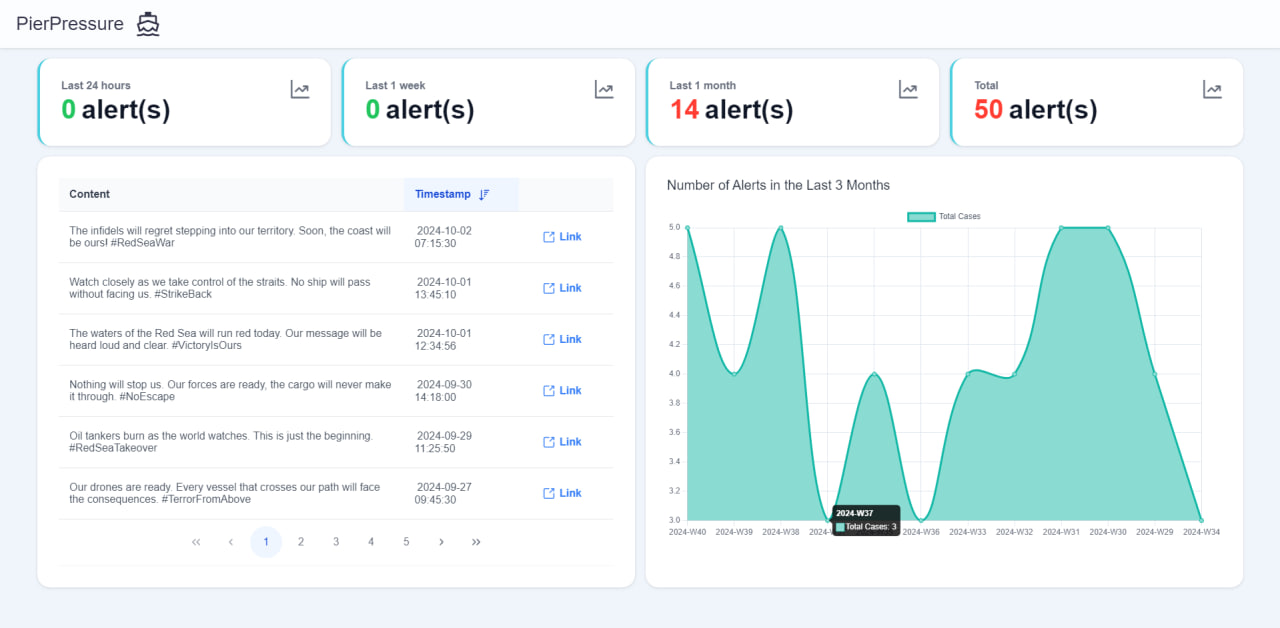 PierPressure
Last 24 hours
0 alert(s)
Last 1 week
0 alert(s)
Last 1 month
14 alert(s)
Total
50 alert(s)
Content
Timestamp
The infidels will regret stepping into our territory. Soon, the coast will
be ours! #RedSeaWar
2024-10-02
07:15:30
Link
Watch closely as we take control of the straits. No ship will pass
without facing us. #StrikeBack
2024-10-01
13:45:10
Link
The waters of the Red Sea will run red today. Our message will be
heard loud and clear. #VictoryIsOurs
2024-10-01
12:34:56
Link
Nothing will stop us. Our forces are ready, the cargo will never make
it through. #NoEscape
2024-09-30
14:18:00
Link
Oil tankers burn as the world watches. This is just the beginning.
#RedSeaTakeover
2024-09-29
11:25:50
Link
Our drones are ready. Every vessel that crosses our path will face
the consequences. #TerrorFromAbove
2024-09-27
09:45:30
Link
« ‹ 1 2 3 4 5 › »
Number of Alerts in the Last 3 Months
Total Cases
5.0
4.8
4.6
4.4
4.2
4.0
3.8
3.6
3.4
3.2
3.0
2024-W37
Total Cases: 3
2024-W40 2024-W39 2024-W38 2024-W36 2024-W33 2024-W32 2024-W31 2024-W30 2024-W29 2024-W34